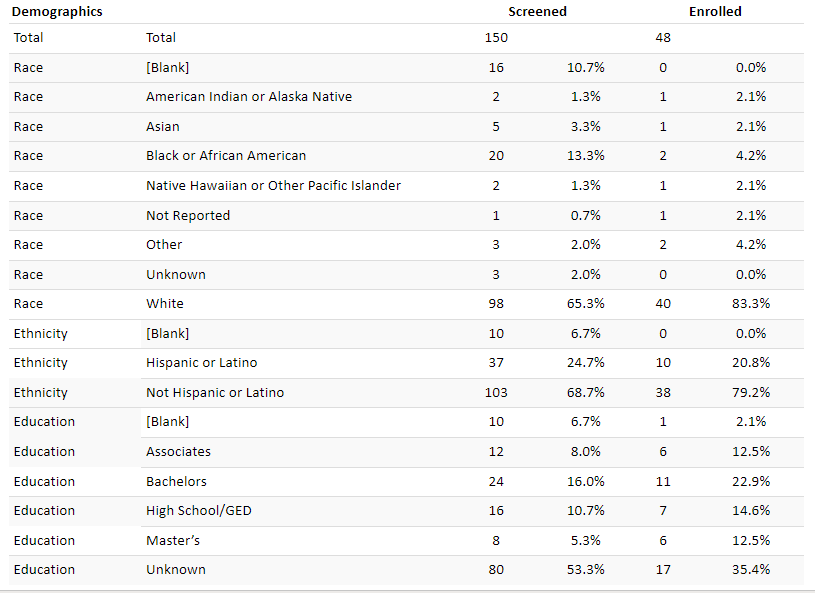 Demographics Screened Enrolled
Total Total 150 48
Race [Blank] 16 10.7% 0 0.0%
Race American Indian or Alaska Native 2 1.3% 1 2.1%
Race Asian 5 3.3% 1 2.1%
Race Black or African American 20 13.3% 2 4.2%
Race Native Hawaiian or Other Pacific Islander 2 1.3% 1 2.1%
Race Not Reported 1 0.7% 1 2.1%
Race Other 3 2.0% 2 4.2%
Race Unknown 3 2.0% 0 0.0%
Race White 98 65.3% 40 83.3%
Ethnicity [Blank] 10 6.7% 0 0.0%
Ethnicity Hispanic or Latino 37 24.7% 10 20.8%
Ethnicity Not Hispanic or Latino 103 68.7% 38 79.2%
Education [Blank] 10 6.7% 1 2.1%
Education Associates 12 8.0% 6 12.5%
Education Bachelors 24 16.0% 11 22.9%
Education High School/GED 16 10.7% 7 14.6%
Education Master’s 8 5.3% 6 12.5%
Education Unknown 80 53.3% 17 35.4%